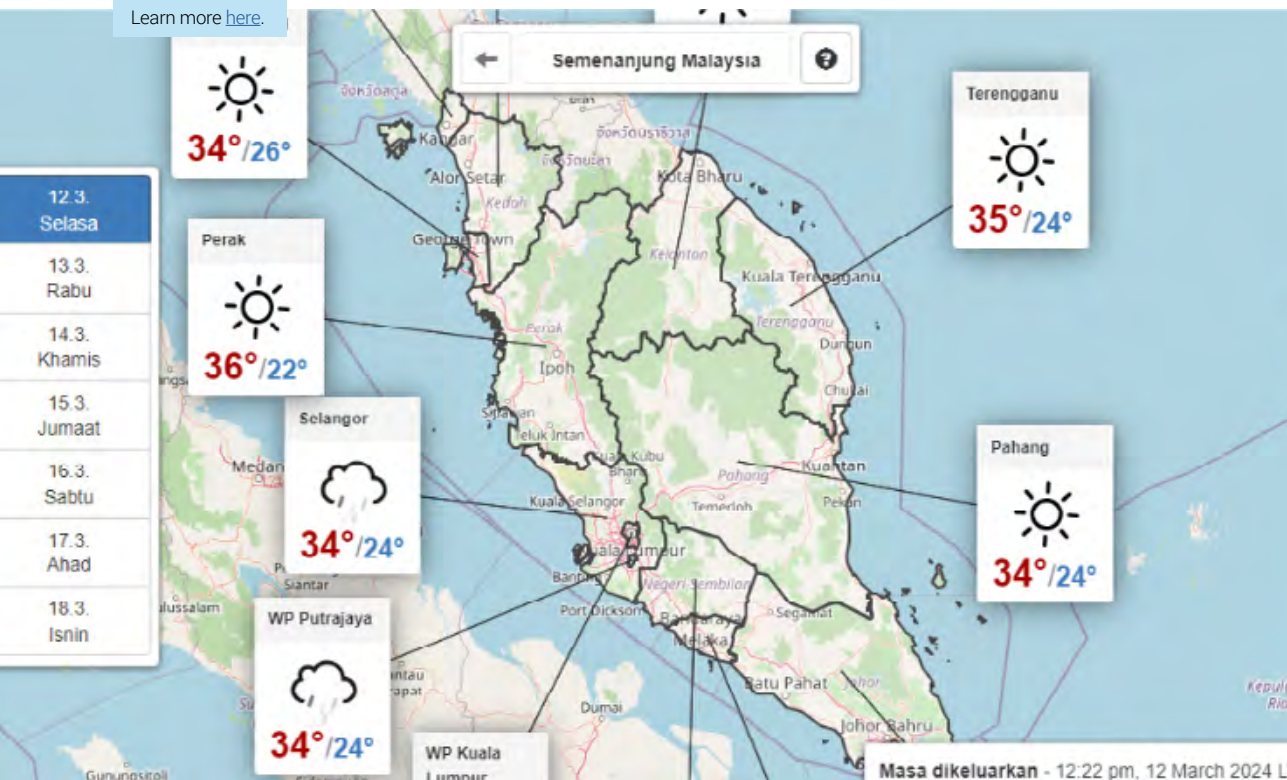 Learn more here.
Semenanjung Malaysia
34°/26°
Terengganu
35°/24°
12.3.
Selasa
13.3.
Rabu
14.3.
Khamis
15.3.
Jumaat
16.3.
Sabtu
17.3.
Ahad
18.3.
Isnin
Perak
36°/22°
Selangor
34°/24°
Pahang
34°/24°
WP Putrajaya
34°/24°
WP Kuala
Lumpur
Kangar
Alor Setar
Kedah
Kota Bharu
George Town
Kelantan
Kuala Terengganu
Terengganu
Dungun
Chukai
Perak
Ipoh
Teluk Intan
Kuala Kubu
Bharu
Medan
Kuala Selangor
Pahang
Kuantan
Temerloh
Pekan
Kuala Lumpur
Banting
Siantar
Negeri Sembilan
Port Dickson
Bandaraya
Melaka
Segamat
Batu Pahat
Johor
Johor Bahru
Dumai
Gunungsitoli
Masa dikeluarkan - 12:22 pm, 12 March 2024